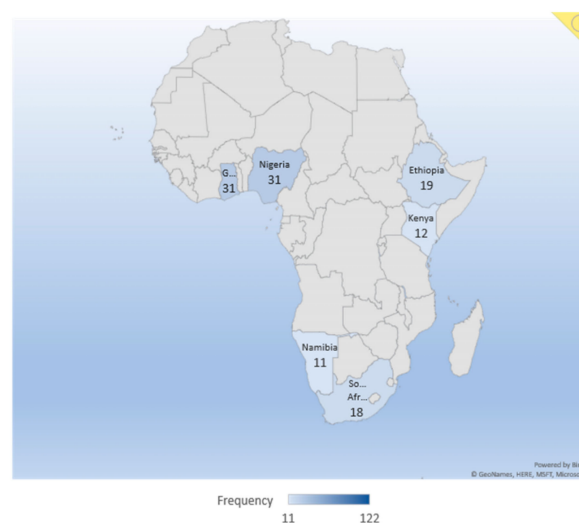 G... Nigeria
31 31
Ethiopia
19
Kenya
12
Namibia
11
So...
Afr...
18
Powered by Bi
© GeoNames, HERE, MSFT, Microso
Frequency
11 122